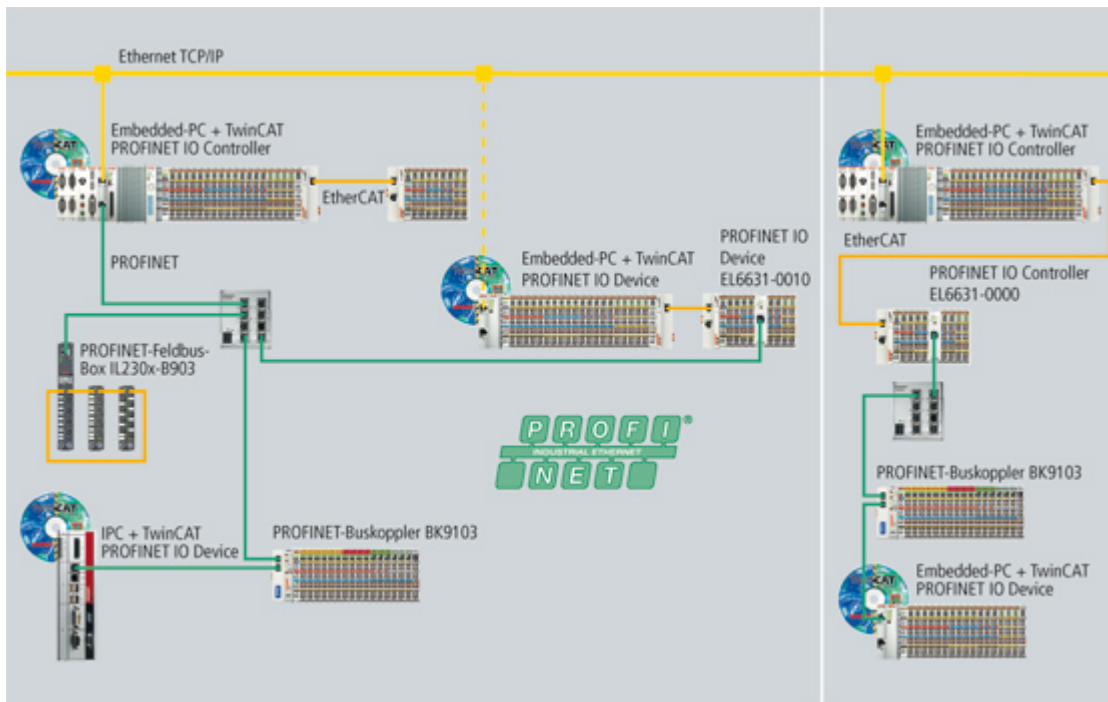 Ethernet TCP/IP
Embedded-PC + TwinCAT
PROFINET IO Controller
EtherCAT
PROFINET
PROFINET-Feldbus-
Box IL230x-B903
Embedded-PC + TwinCAT
PROFINET IO Device
PROFINET IO
Device
EL6631-0010
PROFI®
INDUSTRIAL ETHERNET
NET
IPC + TwinCAT
PROFINET IO Device
PROFINET-Buskoppler BK9103
Embedded-PC + TwinCAT
PROFINET IO Controller
EtherCAT
PROFINET IO Controller
EL6631-0000
PROFINET-Buskoppler BK9103
Embedded-PC + TwinCAT
PROFINET IO Device